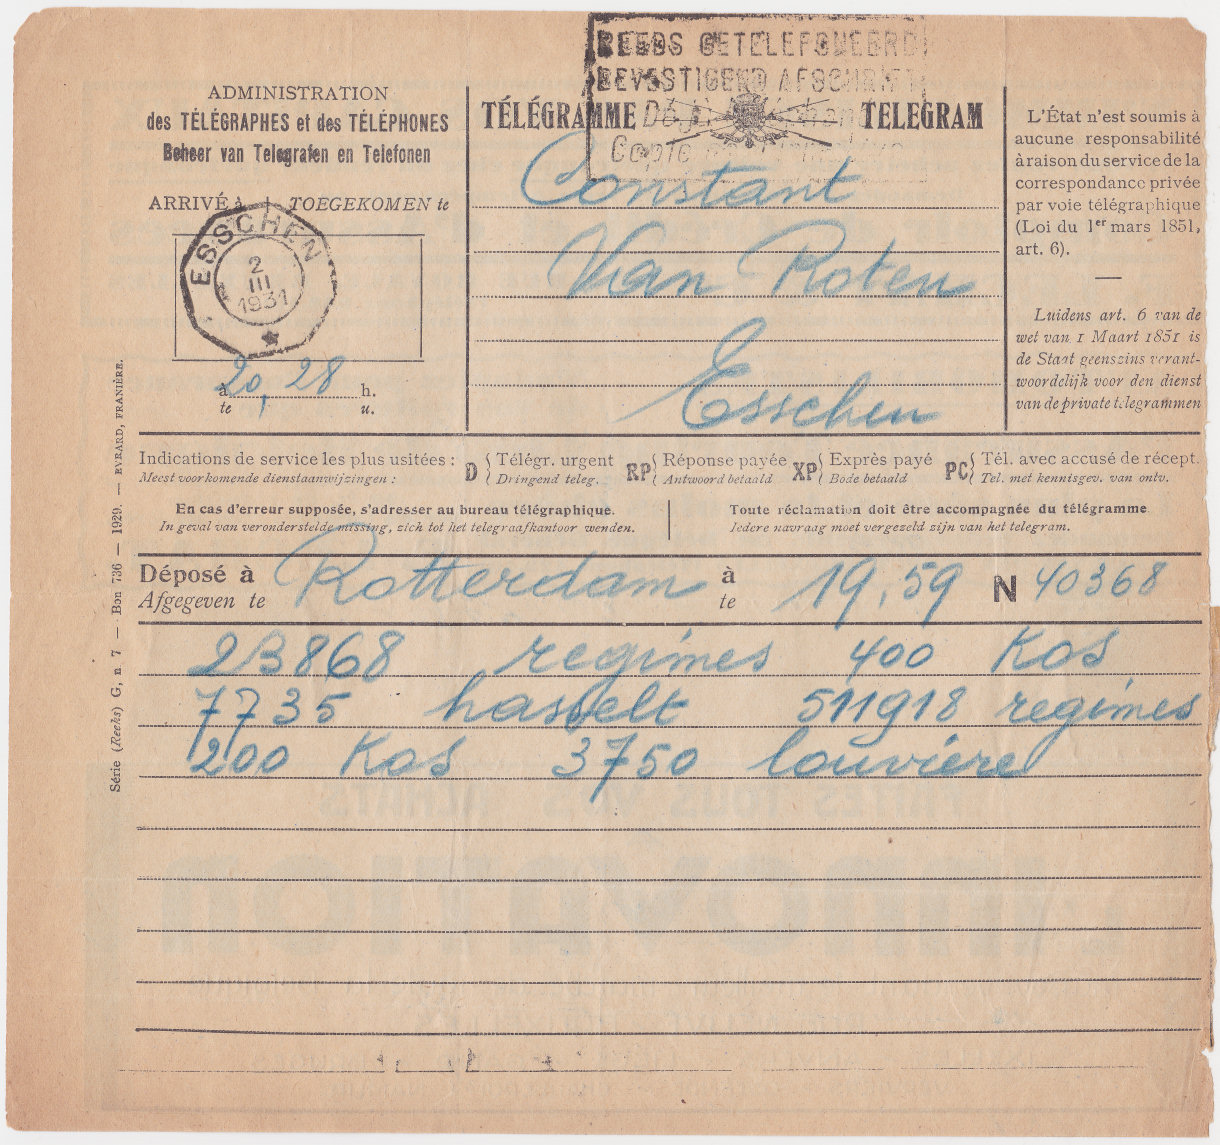 REEDS GETELEFONEERD
BEVESTIGEND AFSCHRIFT
ADMINISTRATION
des TÉLÉGRAPHES et des TÉLÉPHONES
Beheer van Telegrafen en Telefonen
TÉLÉGRAMME
TELEGRAM
Copie
ARRIVÉ à
TOEGEKOMEN te
ESSCHEN
2
III
1931
à
te
20,28
h.
u.
Constant
Van Roten
Esschen
L'État n'est soumis à
aucune responsabilité
à raison du service de la
correspondance privée
par voie télégraphique
(Loi du 1er mars 1851,
art. 6).
Luidens art. 6 van de
wet van 1 Maart 1851 is
de Staat geenszins verant-
woordelijk voor den dienst
van de private telegrammen
Indications de service les plus usitées :
Meest voorkomende dienstaanwijzingen :
D { Télégr. urgent
Dringend teleg.
RP { Réponse payée
Antwoord betaald
XP { Exprès payé
Bode betaald
PC { Tél. avec accusé de récept.
Tel. met kennisgev. van ontv.
En cas d'erreur supposée, s'adresser au bureau télégraphique.
In geval van veronderstelde missing, zich tot het telegraafkantoor wenden.
Toute réclamation doit être accompagnée du télégramme
Iedere navraag moet vergezeld zijn van het telegram.
Déposé à
Afgegeven te
Rotterdam
à
te
19,59
N 40368
23868 regimes 400 Kos
7735 hasselt 511918 regimes
200 Kos 3750 louviere
Série (Reeks) G, n 7 — Bon 736 — 1929. — EVRARD, FRANIÈRE.